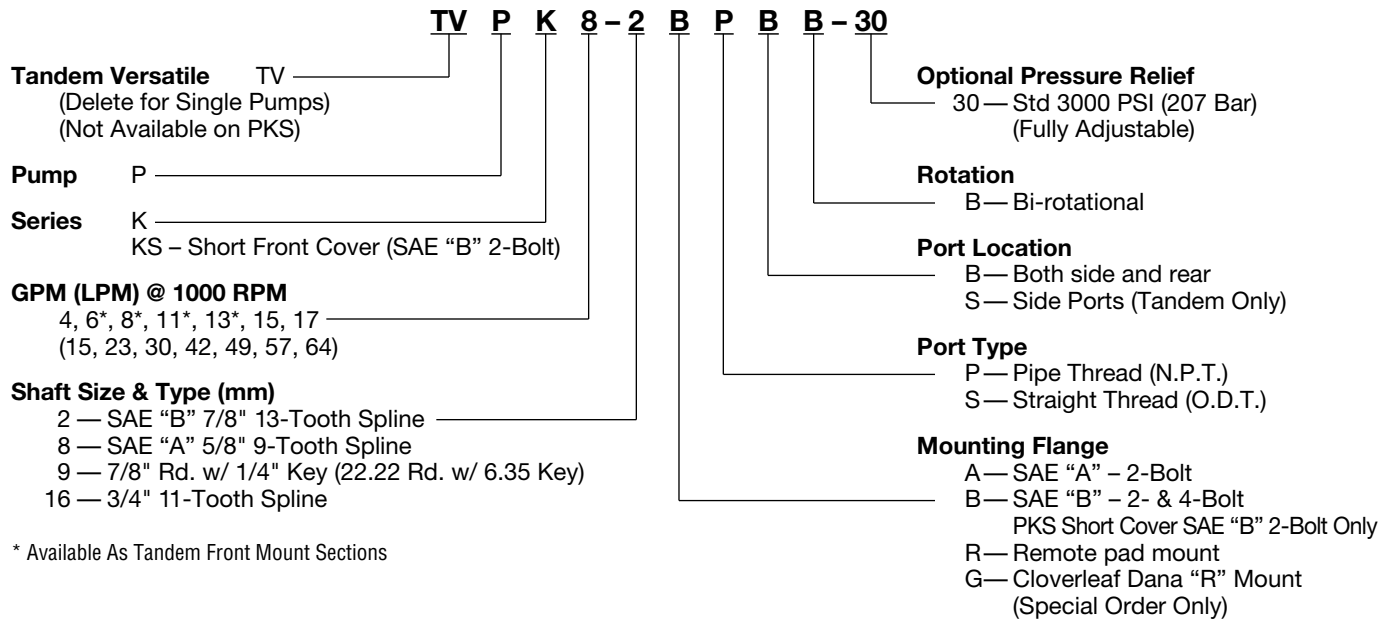 TV P K 8 – 2 B P B B – 30
Tandem Versatile TV
(Delete for Single Pumps)
(Not Available on PKS)
Pump P
Series K
KS – Short Front Cover (SAE “B” 2-Bolt)
GPM (LPM) @ 1000 RPM
4, 6*, 8*, 11*, 13*, 15, 17
(15, 23, 30, 42, 49, 57, 64)
Shaft Size & Type (mm)
2 — SAE “B” 7/8" 13-Tooth Spline
8 — SAE “A” 5/8" 9-Tooth Spline
9 — 7/8" Rd. w/ 1/4" Key (22.22 Rd. w/ 6.35 Key)
16 — 3/4" 11-Tooth Spline
* Available As Tandem Front Mount Sections
Optional Pressure Relief
30 — Std 3000 PSI (207 Bar)
(Fully Adjustable)
Rotation
B — Bi-rotational
Port Location
B — Both side and rear
S — Side Ports (Tandem Only)
Port Type
P — Pipe Thread (N.P.T.)
S — Straight Thread (O.D.T.)
Mounting Flange
A — SAE “A” – 2-Bolt
B — SAE “B” – 2- & 4-Bolt
PKS Short Cover SAE “B” 2-Bolt Only
R — Remote pad mount
G — Cloverleaf Dana “R” Mount
(Special Order Only)